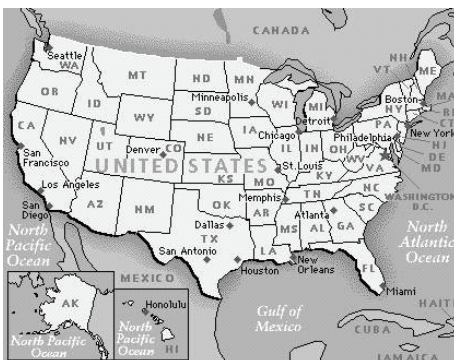 CANADA
Seattle
WA
MT
ND
MN
NH
VT
ME
OR
ID
WY
SD
Minneapolis
WI
MI
Boston
MA
NY
RI
CT
CA
NV
UT
Denver
CO
NE
IA
Chicago
Detroit
PA
Philadelphia
New York
NJ
DE
MD
IL
IN
OH
WV
VA
UNITED STATES
KS
MO
St.Louis
KY
WASHINGTON
D.C.
San
Francisco
Los Angeles
San
Diego
AZ
NM
OK
AR
Memphis
TN
NC
SC
Atlanta
MS
AL
GA
Dallas
TX
San Antonio
LA
Houston
New
Orleans
FL
Miami
North
Pacific
Ocean
North
Atlantic
Ocean
MEXICO
Gulf of
Mexico
CUBA
HAITI
JAMAICA
AK
North Pacific
Ocean
Honolulu
North
Pacific
Ocean
HI